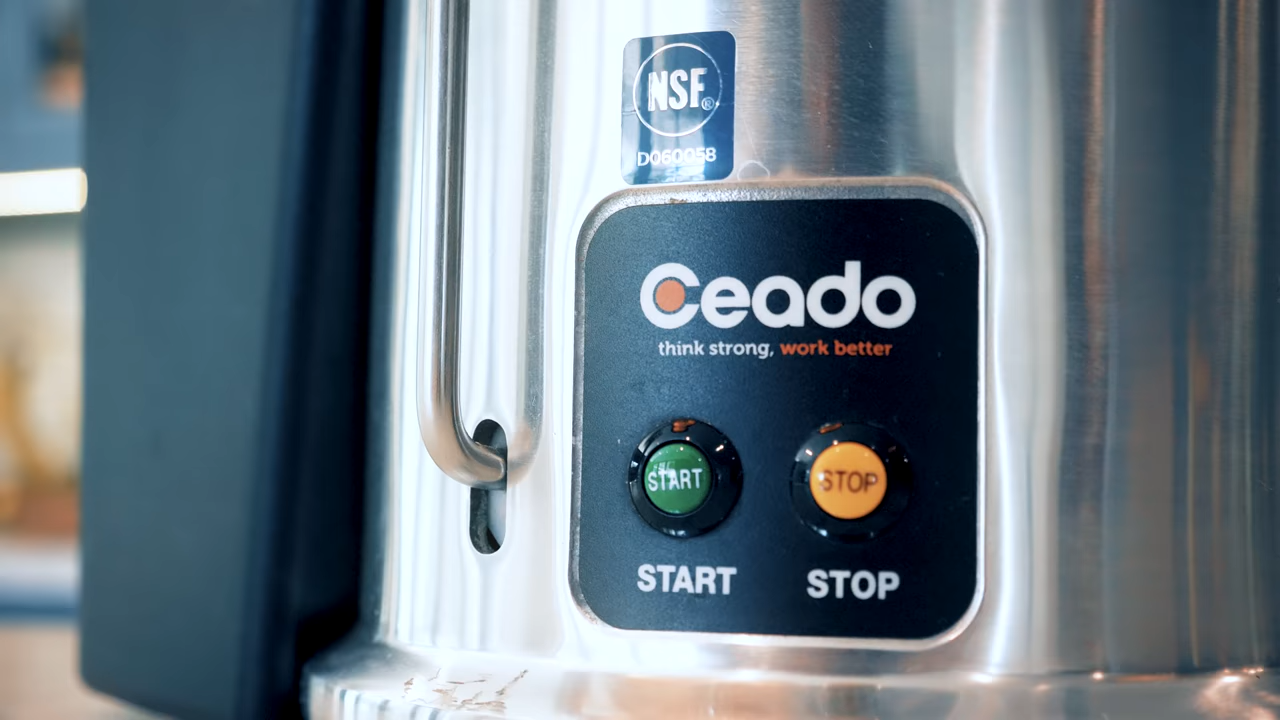 NSF®
D060058
Ceado
think strong, work better
START STOP
START STOP